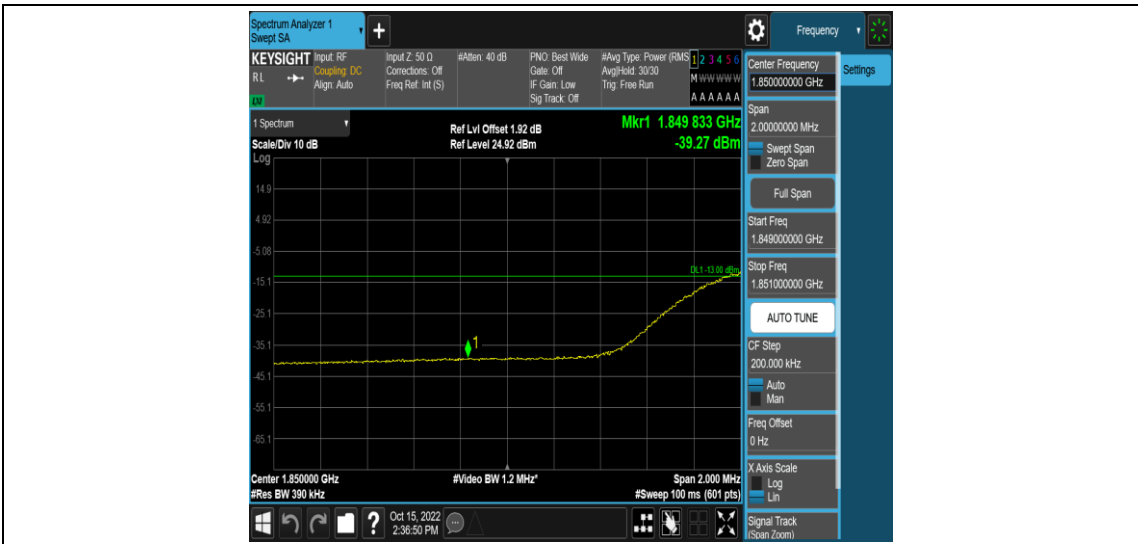 Spectrum Analyzer 1
Swept SA
+
Frequency
KEYSIGHT
RL
Input: RF
Coupling: DC
Align: Auto
Input Z: 50 Ω
Corrections: Off
Freq Ref: Int (S)
#Atten: 40 dB
PNO: Best Wide
Gate: Off
IF Gain: Low
Sig Track: Off
#Avg Type: Power (RMS
Avg|Hold: 30/30
Trig: Free Run
1 2 3 4 5 6
M W W W W W
A A A A A A
1 Spectrum
Scale/Div 10 dB
Log
Ref Lvl Offset 1.92 dB
Ref Level 24.92 dBm
Mkr1 1.849 833 GHz
-39.27 dBm
14.9
4.92
-5.08
-15.1
-25.1
-35.1
-45.1
-55.1
-65.1
DL1 -13.00 dBm
1
Center 1.850000 GHz
#Res BW 390 kHz
#Video BW 1.2 MHz*
Span 2.000 MHz
#Sweep 100 ms (601 pts)
Center Frequency
1.850000000 GHz
Settings
Span
2.00000000 MHz
Swept Span
Zero Span
Full Span
Start Freq
1.849000000 GHz
Stop Freq
1.851000000 GHz
AUTO TUNE
CF Step
200.000 kHz
Auto
Man
Freq Offset
0 Hz
X Axis Scale
Log
Lin
Signal Track
(Span Zoom)
?
Oct 15, 2022
2:36:50 PM